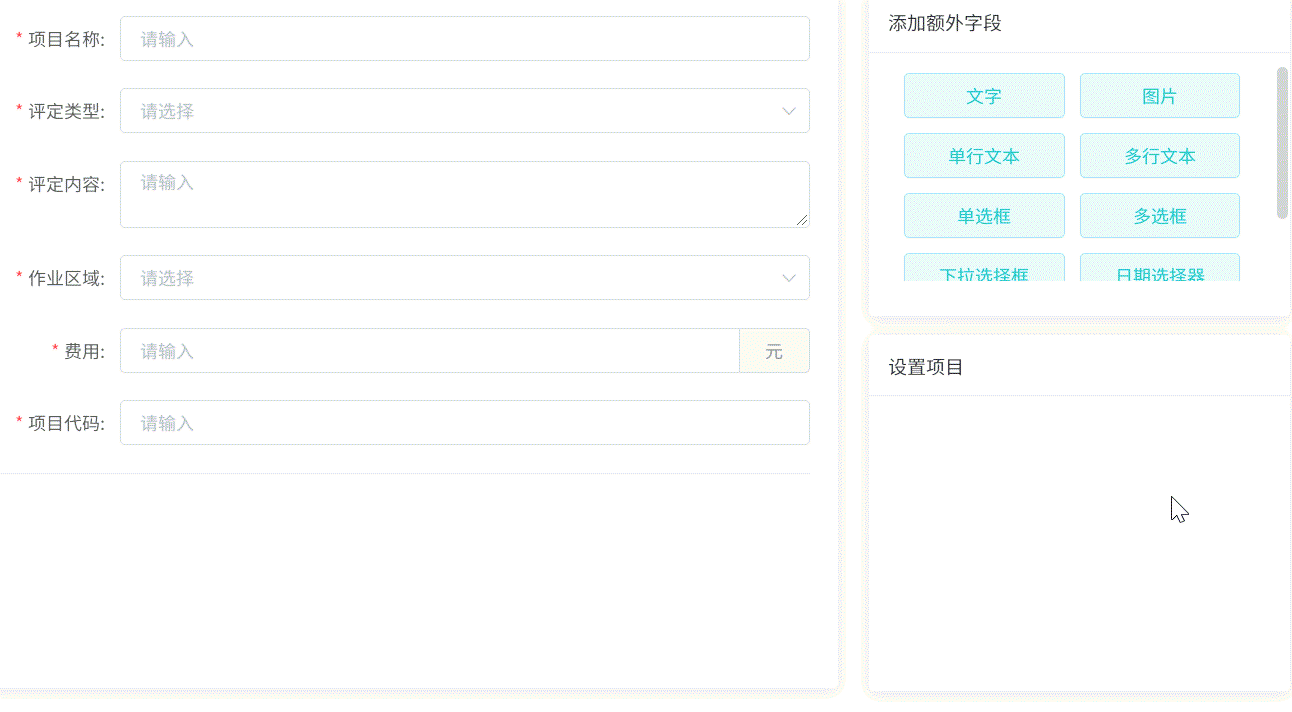 * 项目名称: 请输入
* 评定类型: 请选择
* 评定内容: 请输入
* 作业区域: 请选择
* 费用: 请输入 元
* 项目代码: 请输入
添加额外字段
文字 图片
单行文本 多行文本
单选框 多选框
下拉选择框 日期选择器
设置项目